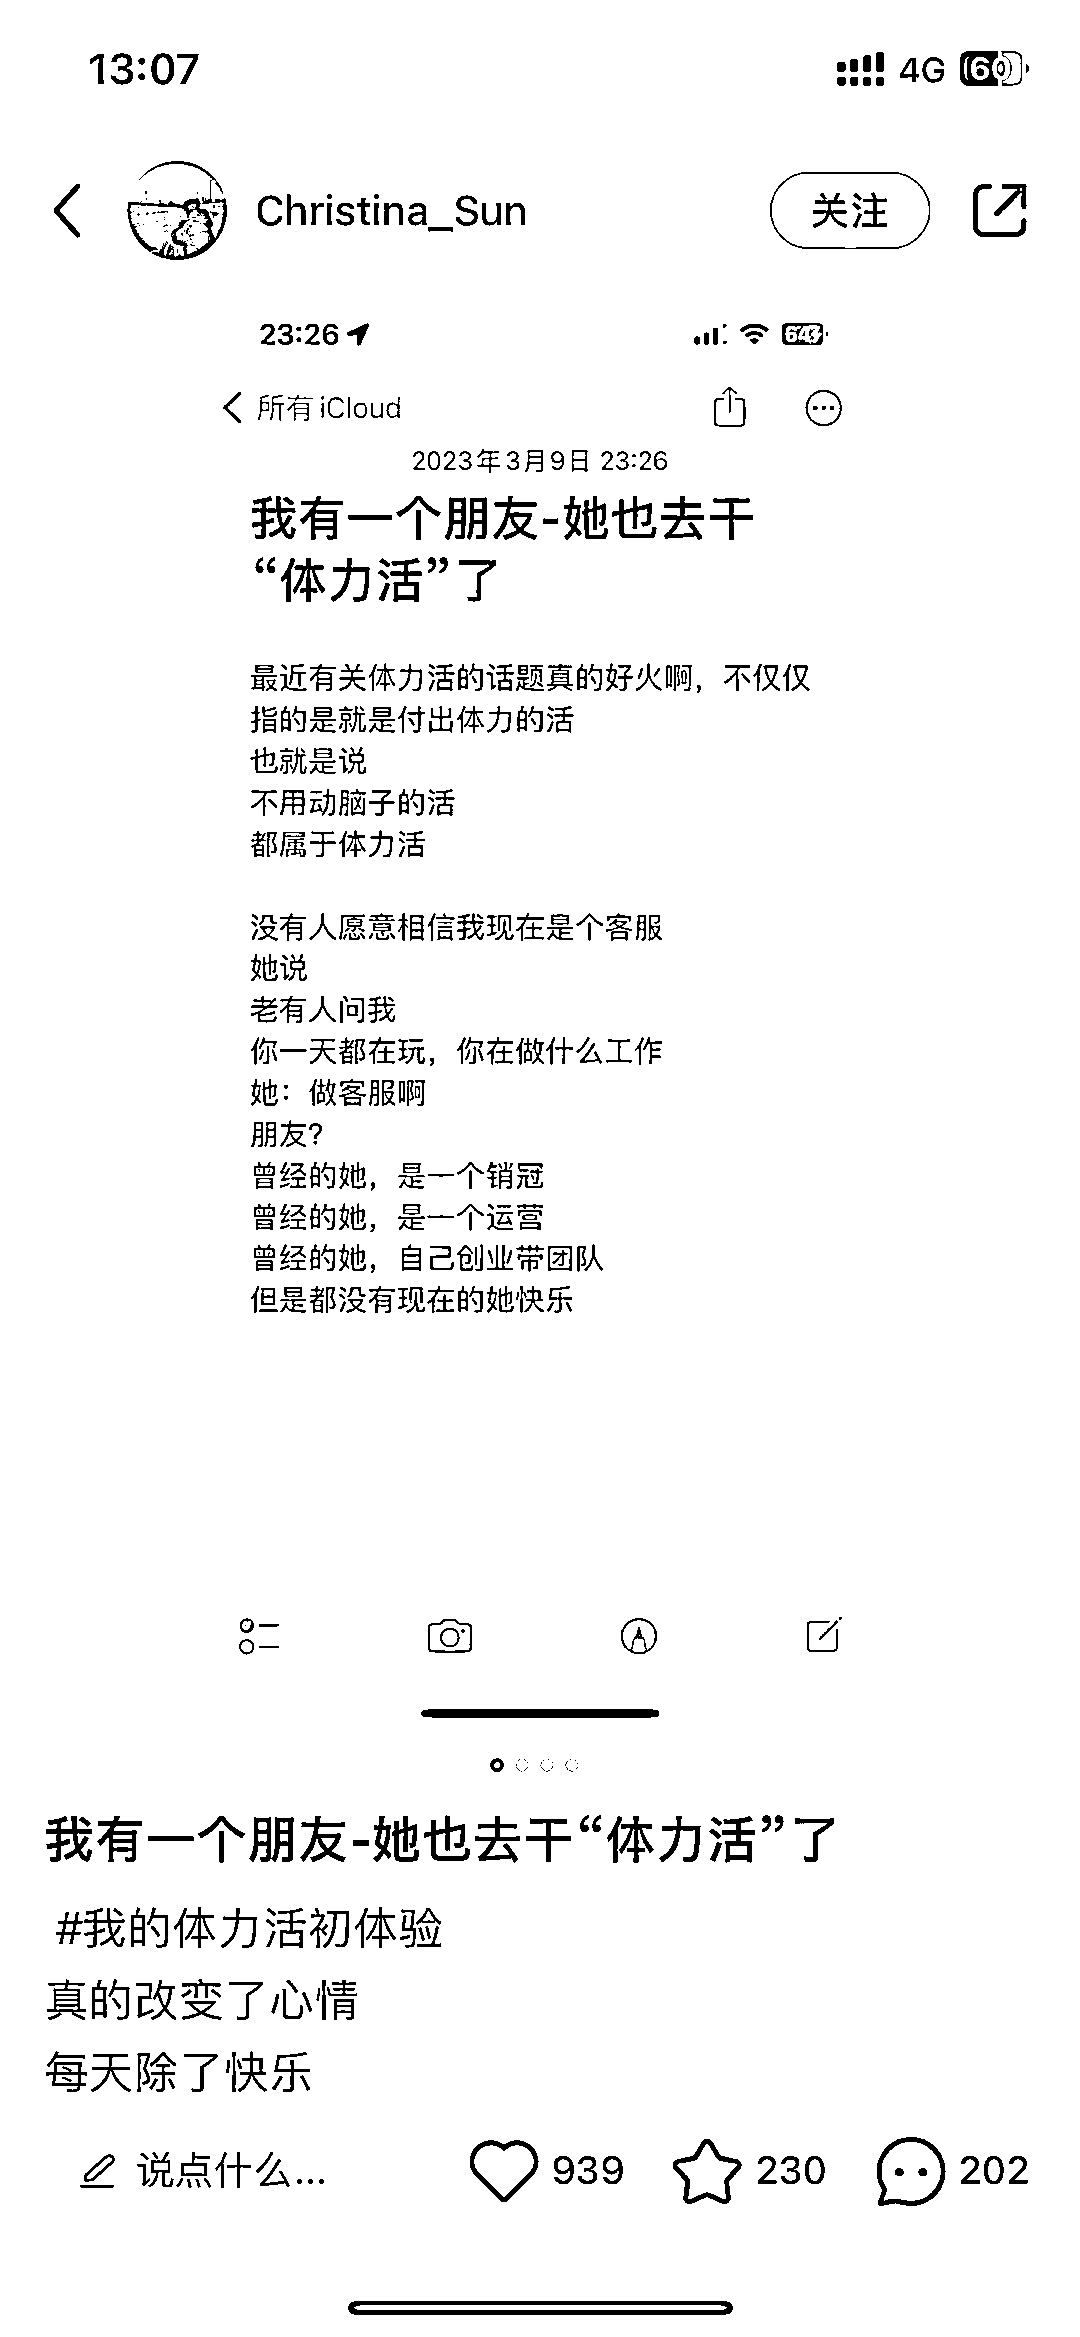 13:07
4G 60
Christina_Sun
关注
23:26
64
所有 iCloud
2023年3月9日 23:26
我有一个朋友-她也去干
“体力活”了
最近有关体力活的话题真的好火啊，不仅仅
指的是就是付出体力的活
也就是说
不用动脑子的活
都属于体力活
没有人愿意相信我现在是个客服
她说
老有人问我
你一天都在玩，你在做什么工作
她：做客服啊
朋友？
曾经的她，是一个销冠
曾经的她，是一个运营
曾经的她，自己创业带团队
但是都没有现在的她快乐
我有一个朋友-她也去干“体力活”了
#我的体力活初体验
真的改变了心情
每天除了快乐
说点什么...
939
230
202